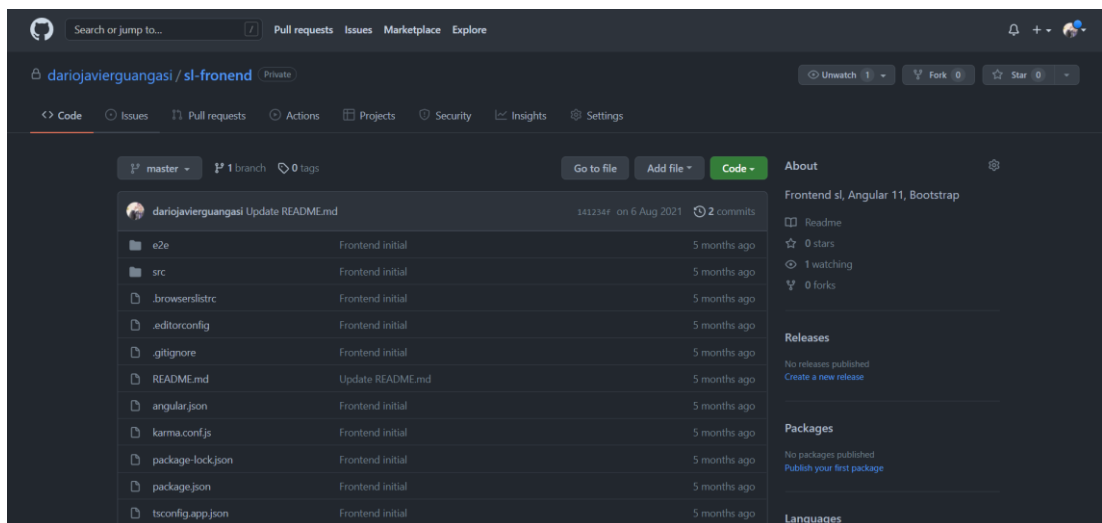 Search or jump to... / Pull requests Issues Marketplace Explore
dariojavierguangasi / sl-fronend Private
Unwatch 1 Fork 0 Star 0
Code Issues Pull requests Actions Projects Security Insights Settings
master 1 branch 0 tags Go to file Add file Code
dariojavierguangasi Update README.md 141234f on 6 Aug 2021 2 commits
e2e Frontend initial 5 months ago
src Frontend initial 5 months ago
.browserslistrc Frontend initial 5 months ago
.editorconfig Frontend initial 5 months ago
.gitignore Frontend initial 5 months ago
README.md Update README.md 5 months ago
angular.json Frontend initial 5 months ago
karma.conf.js Frontend initial 5 months ago
package-lock.json Frontend initial 5 months ago
package.json Frontend initial 5 months ago
tsconfig.app.json Frontend initial 5 months ago
About
Frontend sl, Angular 11, Bootstrap
Readme
0 stars
1 watching
0 forks
Releases
No releases published
Create a new release
Packages
No packages published
Publish your first package
Languages